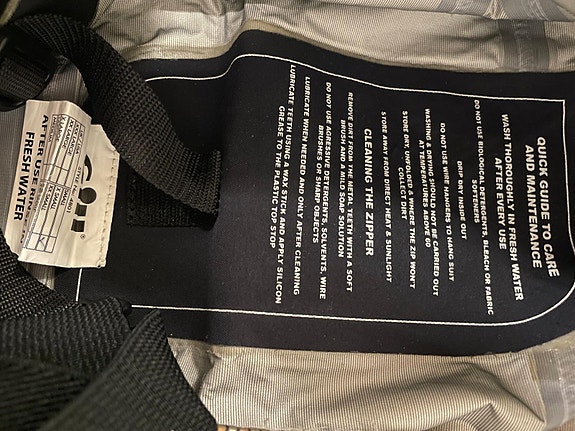 QUICK GUIDE TO CARE
AND MAINTENANCE
WASH THOROUGHLY IN FRESH WATER
AFTER EVERY USE
DO NOT USE BIOLOGICAL DETERGENTS, BLEACH OR FABRIC
SOFTENERS
DRIP DRY INSIDE OUT
DO NOT USE WIRE HANGERS TO HANG SUIT
WASHING & DRYING SHOULD NOT BE CARRIED OUT
AT TEMPERATURES ABOVE 60
STORE DRY, UNFOLDED & WHERE THE ZIP WON'T
COLLECT DIRT
STORE AWAY FROM DIRECT HEAT & SUNLIGHT
CLEANING THE ZIPPER
REMOVE DIRT FROM THE METAL TEETH WITH A SOFT
BRUSH AND A MILD SOAP SOLUTION
DO NOT USE AGRESSIVE DETERGENTS, SOLVENTS, WIRE
BRUSHES OR SHARP OBJECTS
LUBRICATE WHEN NEEDED AND ONLY AFTER CLEANING
LUBRICATE TEETH USING A WAX STICK AND APPLY SILICON
GREASE TO THE PLASTIC TOP STOP
Gill
AFTER USE
FRESH WATER